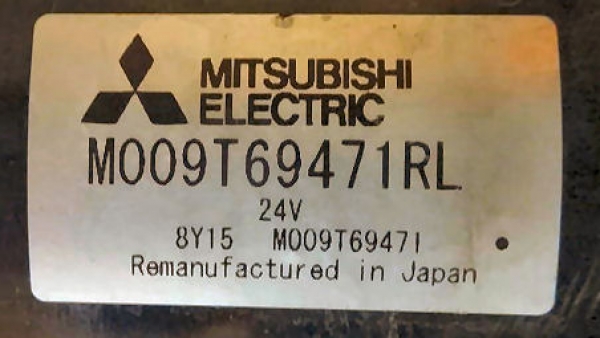 MITSUBISHI
ELECTRIC
M009T69471RL
24V
8Y15 M009T69471
Remanufactured in Japan